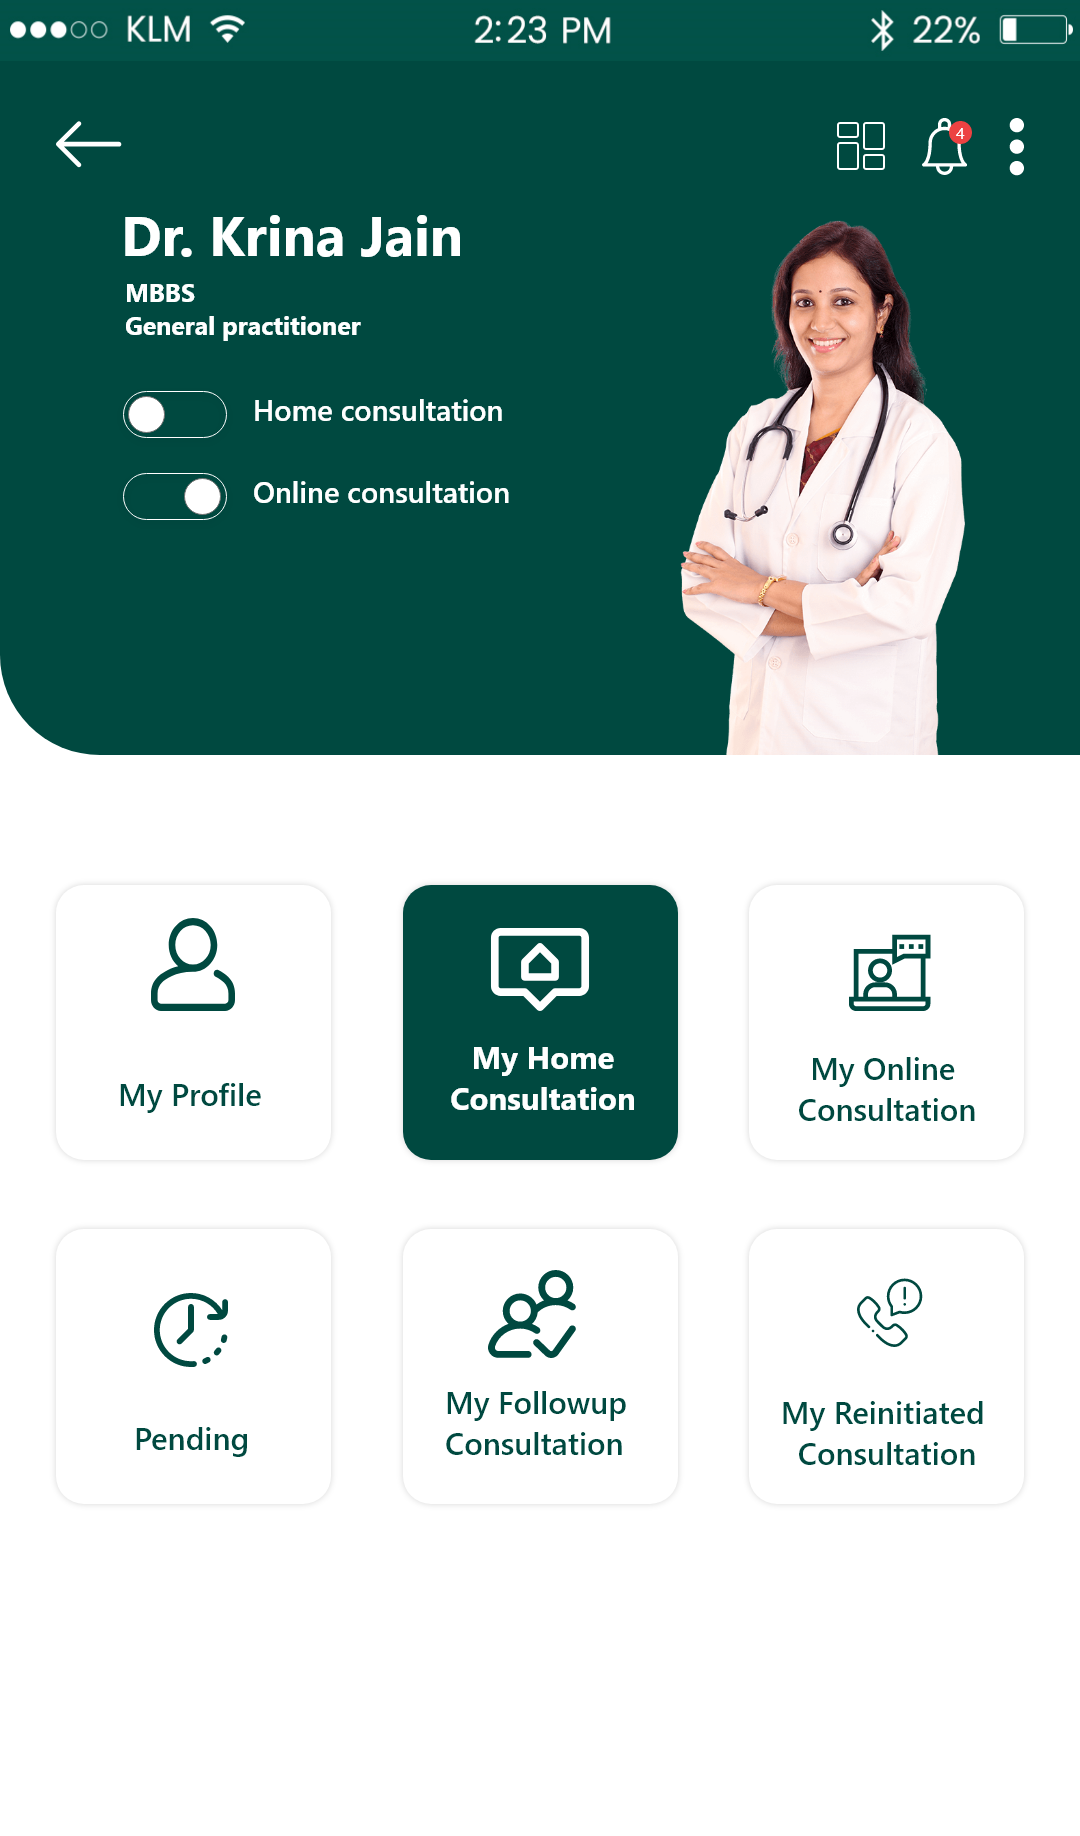 KLM 2:23 PM 22%
4
Dr. Krina Jain
MBBS
General practitioner
Home consultation
Online consultation
My Profile
My Home
Consultation
My Online
Consultation
Pending
My Followup
Consultation
My Reinitiated
Consultation